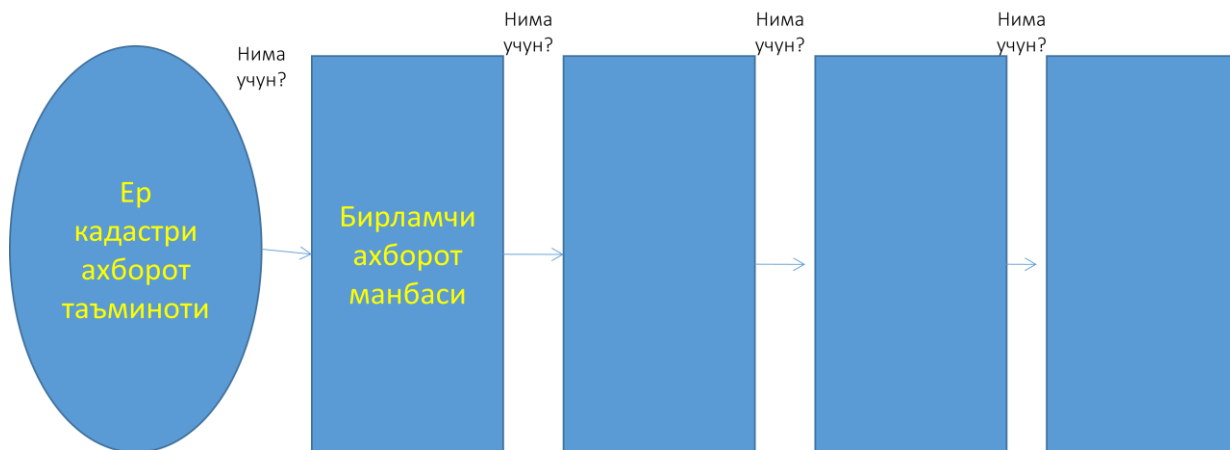 Нима
учун?
Нима
учун?
Нима
учун?
Нима
учун?
Ер
кадастри
ахборот
таъминоти
Бирламчи
ахборот
манбаси